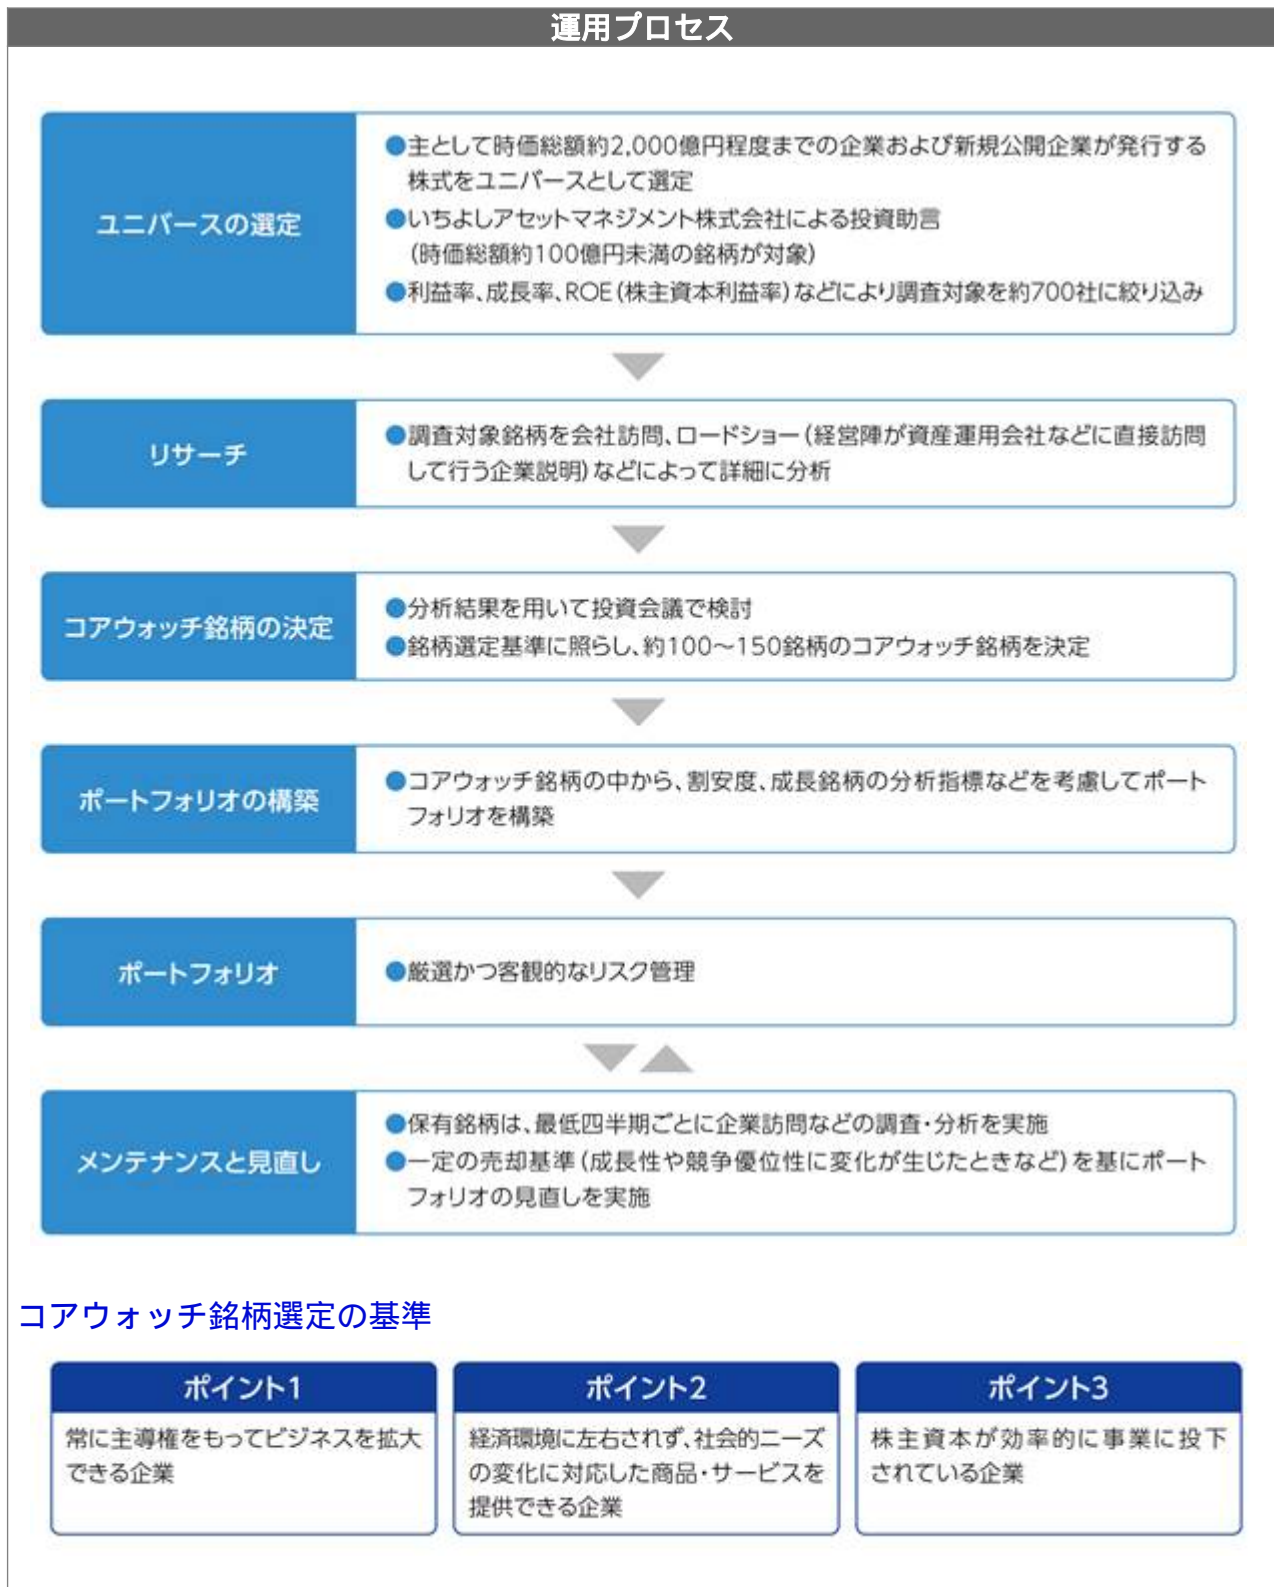 運用プロセス
ユニバースの選定
●主として時価総額約2,000億円程度までの企業および新規公開企業が発行する
株式をユニバースとして選定
●いちよしアセットマネジメント株式会社による投資助言
(時価総額約100億円未満の銘柄が対象)
●利益率、成長率、ROE(株主資本利益率)などにより調査対象を約700社に絞り込み
リサーチ
●調査対象銘柄を会社訪問、ロードショー(経営陣が資産運用会社などに直接訪問
して行う企業説明)などによって詳細に分析
コアウォッチ銘柄の決定
●分析結果を用いて投資会議で検討
●銘柄選定基準に照らし、約100～150銘柄のコアウォッチ銘柄を決定
ポートフォリオの構築
●コアウォッチ銘柄の中から、割安度、成長銘柄の分析指標などを考慮してポート
フォリオを構築
ポートフォリオ
●厳選かつ客観的なリスク管理
メンテナンスと見直し
●保有銘柄は、最低四半期ごとに企業訪問などの調査・分析を実施
●一定の売却基準(成長性や競争優位性に変化が生じたときなど)を基にポート
フォリオの見直しを実施
コアウォッチ銘柄選定の基準
ポイント1
常に主導権をもってビジネスを拡大
できる企業
ポイント2
経済環境に左右されず、社会的ニーズ
の変化に対応した商品・サービスを
提供できる企業
ポイント3
株主資本が効率的に事業に投下
されている企業